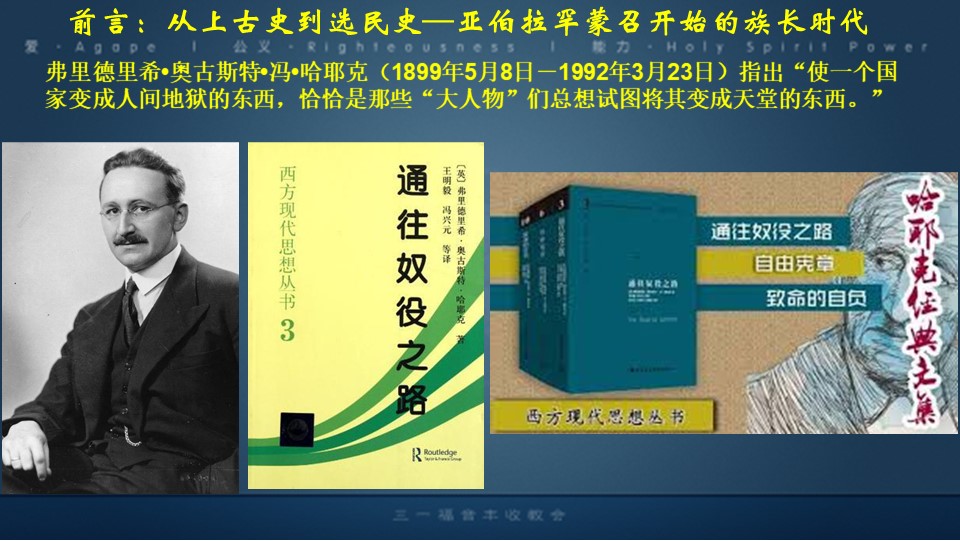 前言：从上古史到选民史—亚伯拉罕蒙召开始的族长时代
爱·Agape | 公义·Righteousness | 能力·Holy Spirit Power
弗里德里希•奥古斯特•冯•哈耶克（1899年5月8日－1992年3月23日）指出“使一个国
家变成人间地狱的东西，恰恰是那些“大人物”们总想试图将其变成天堂的东西。”
西方现代思想丛书3
通往奴役之路
[英]弗里德里希·奥古斯特·哈耶克 著
王明毅 冯兴元 等译
Routledge
Taylor & Francis Group
通往奴役之路
通往奴役之路
自由宪章
致命的自负
哈耶克经典文集
西方现代思想丛书
三一福音丰收教会